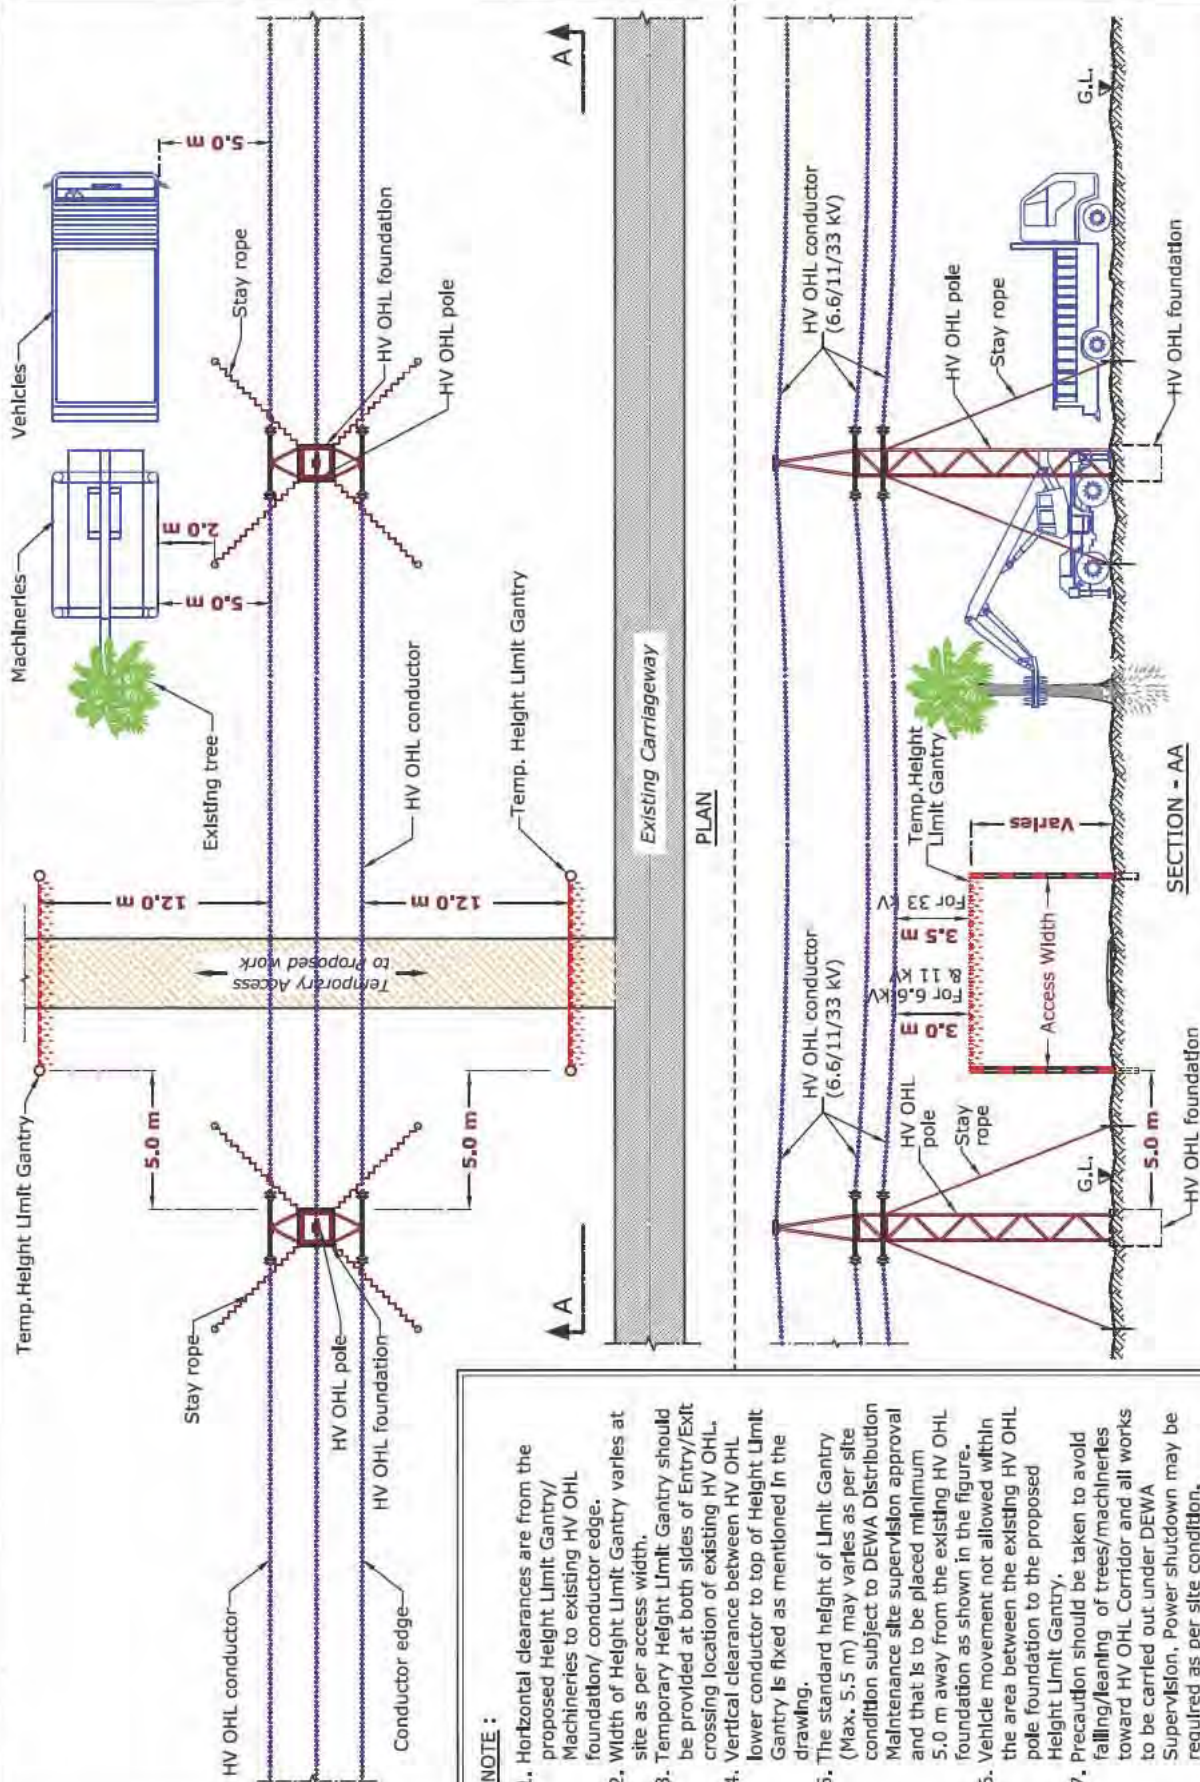 Temp.Height Limit Gantry
12.0 m
12.0 m
Temporary Access
to Proposed work
5.0 m
5.0 m
Stay rope
HV OHL pole
HV OHL foundation
HV OHL conductor
Conductor edge
Machineries
Vehicles
Existing tree
5.0 m
2.0 m
5.0 m
Stay rope
HV OHL foundation
HV OHL pole
HV OHL conductor
Temp. Height Limit Gantry
A
A
Existing Carriageway
PLAN
HV OHL conductor
(6.6/11/33 kV)
HV OHL
pole
Stay
rope
G.L.
5.0 m
HV OHL foundation
3.0 m
For 6.6 kV
& 11 kV
3.5 m
For 33 kV
Access Width
Temp.Height
Limit Gantry
Varies
HV OHL conductor
(6.6/11/33 kV)
HV OHL pole
Stay rope
G.L.
HV OHL foundation
SECTION - AA
NOTE :
1. Horizontal clearances are from the
proposed Height Limit Gantry/
Machineries to existing HV OHL
foundation/ conductor edge.
2. Width of Height Limit Gantry varies at
site as per access width.
3. Temporary Height Limit Gantry should
be provided at both sides of Entry/Exit
crossing location of existing HV OHL.
4. Vertical clearance between HV OHL
lower conductor to top of Height Limit
Gantry is fixed as mentioned in the
drawing.
5. The standard height of Limit Gantry
(Max. 5.5 m) may varies as per site
condition subject to DEWA Distribution
Maintenance site supervision approval
and that is to be placed minimum
5.0 m away from the existing HV OHL
foundation as shown in the figure.
6. Vehicle movement not allowed within
the area between the existing HV OHL
pole foundation to the proposed
Height Limit Gantry.
7. Precaution should be taken to avoid
falling/leaning of trees/machineries
toward HV OHL Corridor and all works
to be carried out under DEWA
Supervision. Power shutdown may be
required as per site condition.